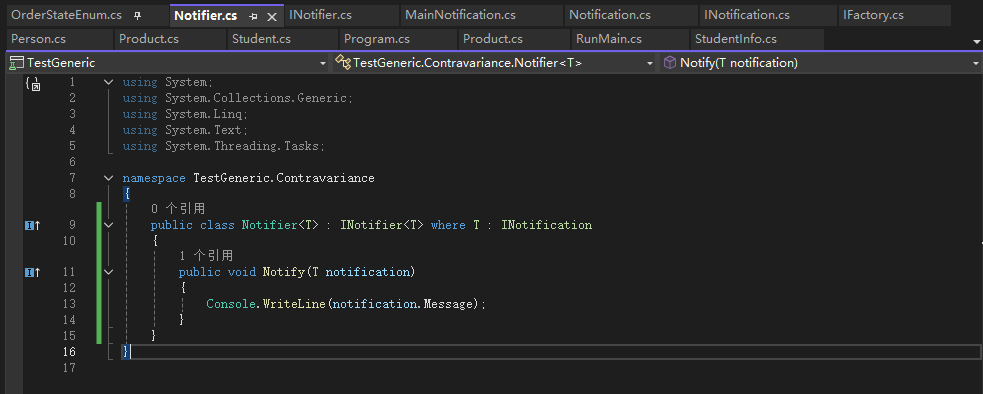 OrderStateEnum.cs Notifier.cs INotifier.cs MainNotification.cs Notification.cs INotification.cs IFactory.cs
Person.cs Product.cs Student.cs Program.cs Product.cs RunMain.cs StudentInfo.cs
TestGeneric TestGeneric.Contravariance.Notifier<T> Notify(T notification)
1 using System;
2 using System.Collections.Generic;
3 using System.Linq;
4 using System.Text;
5 using System.Threading.Tasks;
6
7 namespace TestGeneric.Contravariance
8 {
0 个引用
9 public class Notifier<T> : INotifier<T> where T : INotification
10 {
1 个引用
11 public void Notify(T notification)
12 {
13 Console.WriteLine(notification.Message);
14 }
15 }
16 }
17